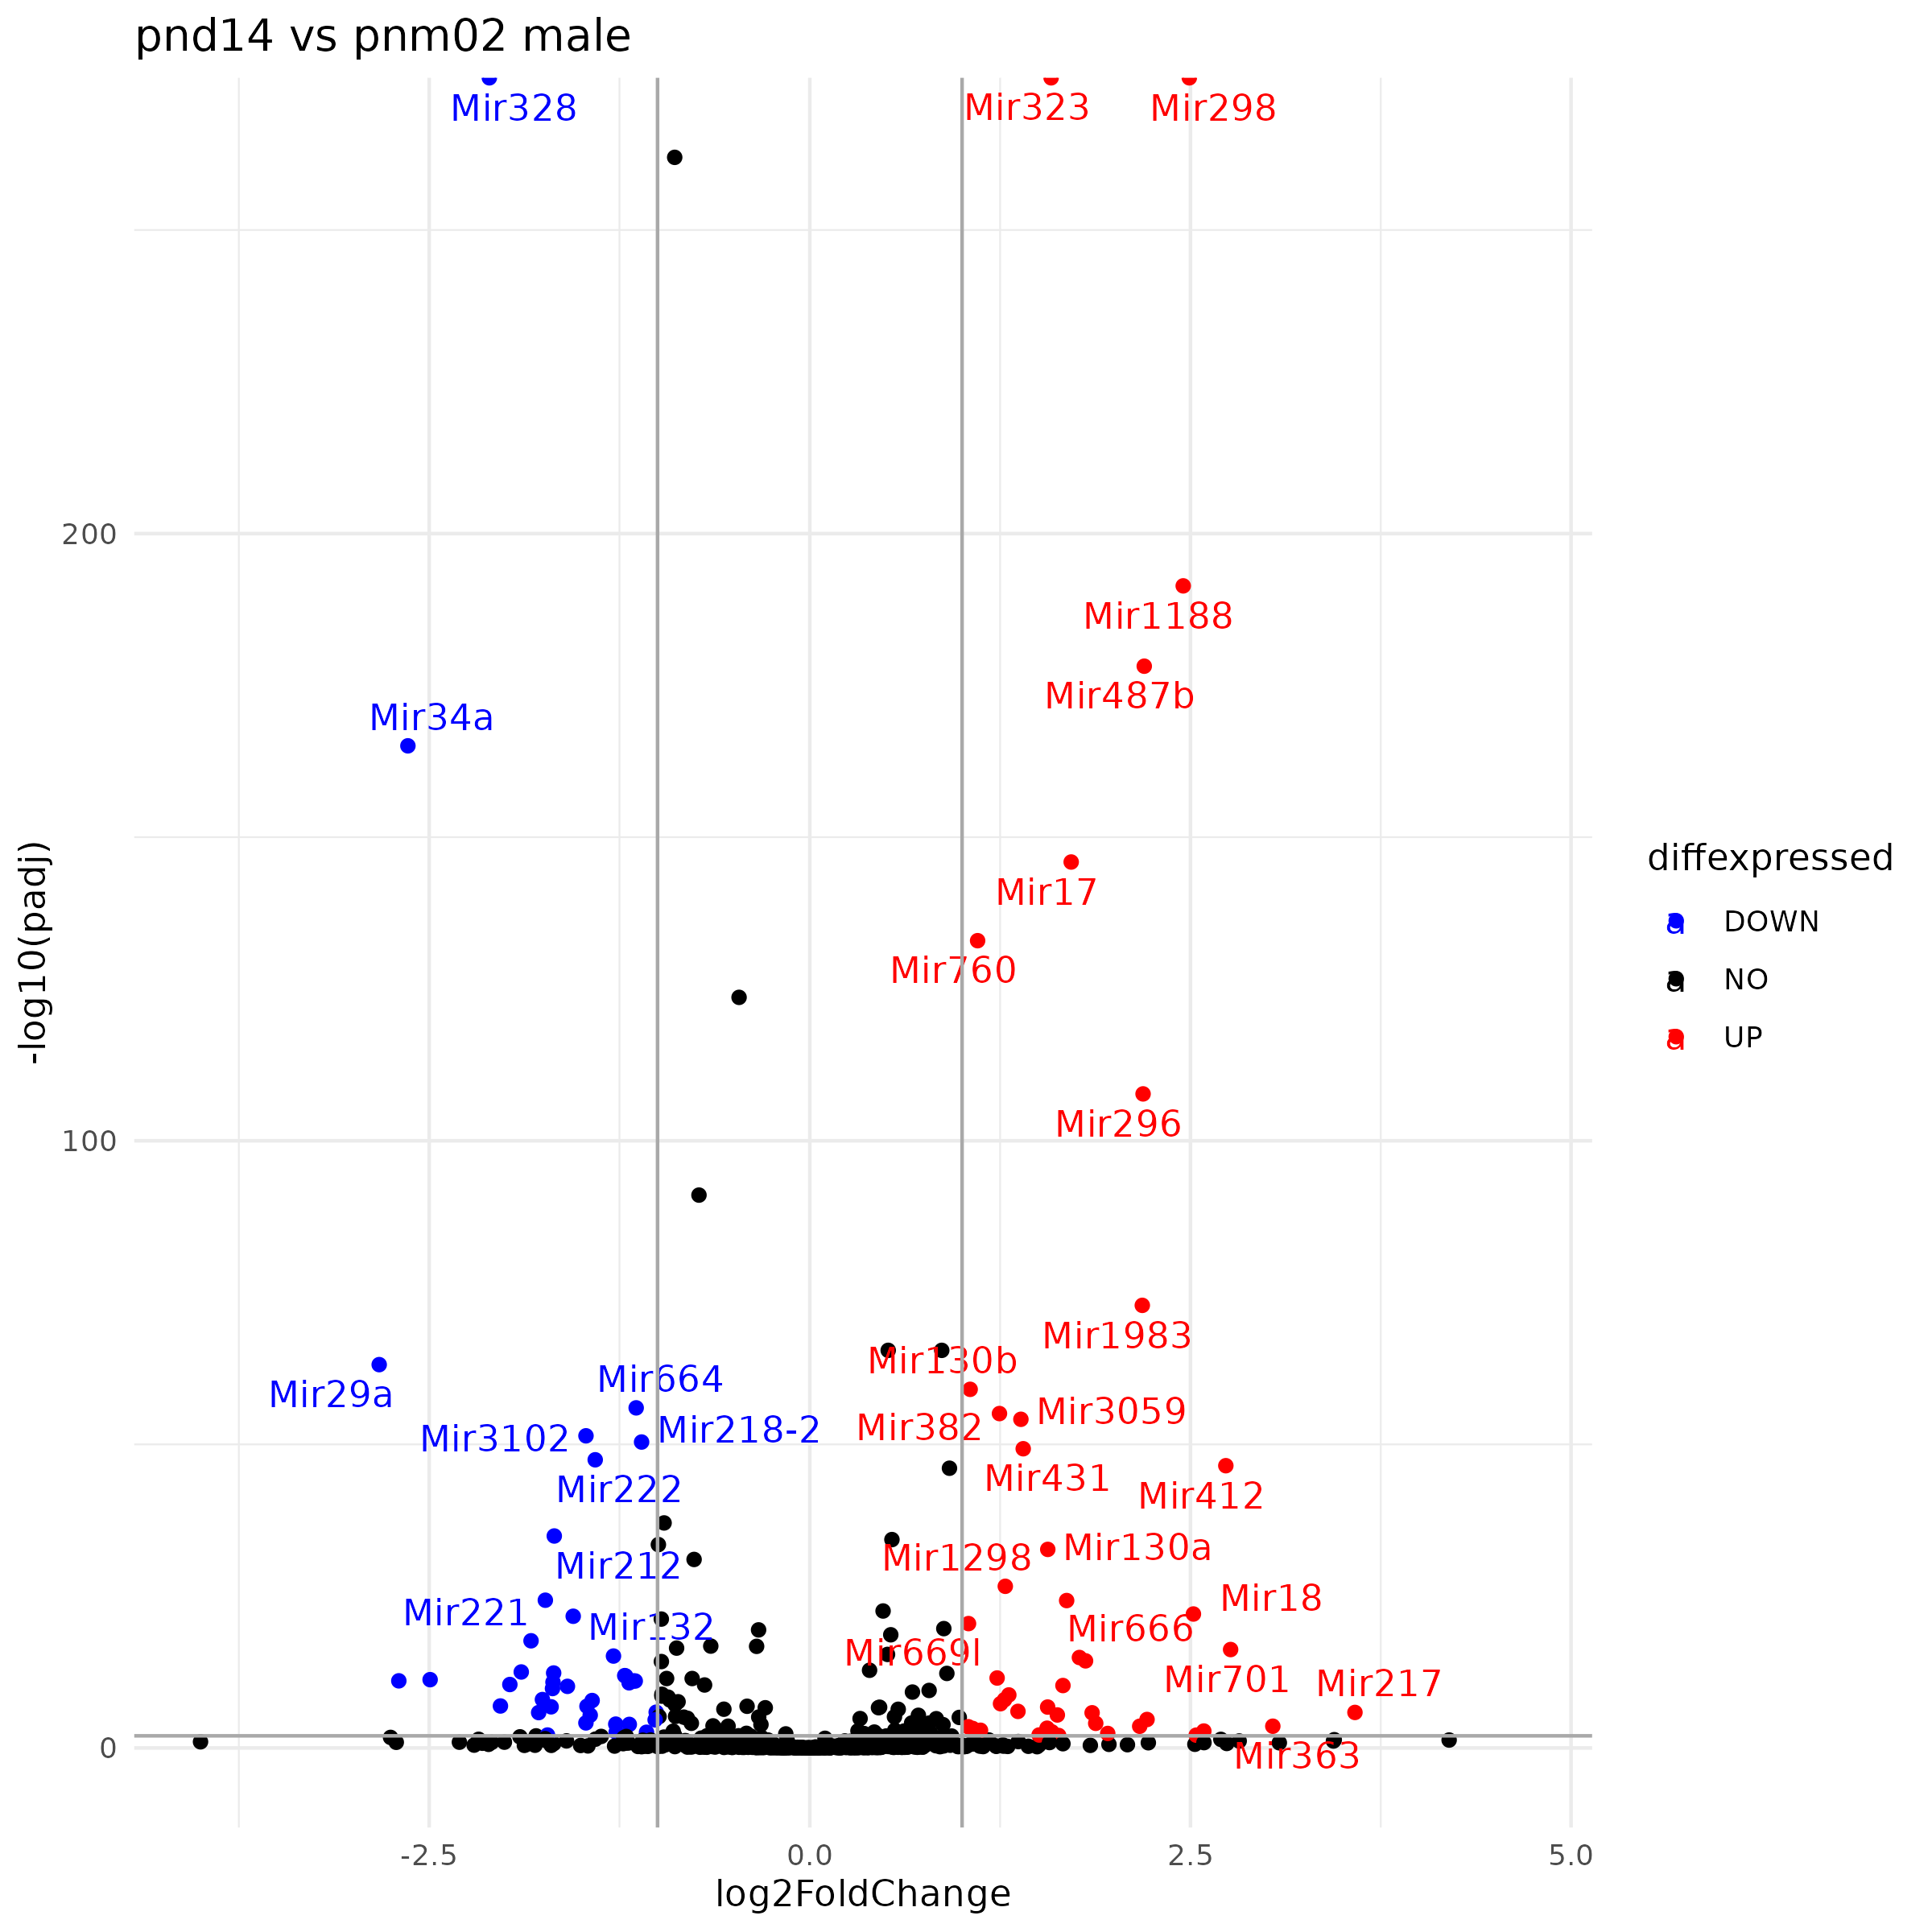 pnd14 vs pnm02 male
Mir328
Mir323
Mir298
200
Mir1188
Mir487b
Mir34a
-log10(padj)
diffexpressed
Mir17
a DOWN
Mir760
a NO
a UP
Mir296
100
Mir1983
Mir130b
Mir664
Mir29a
Mir3059
Mir382
Mir218-2
Mir3102
Mir431
Mir222
Mir412
Mir130a
Mir1298
Mir212
Mir18
Mir221
Mir132
Mir666
Mir669l
Mir701
Mir217
0
Mir363
-2.5 0.0 2.5 5.0
log2FoldChange